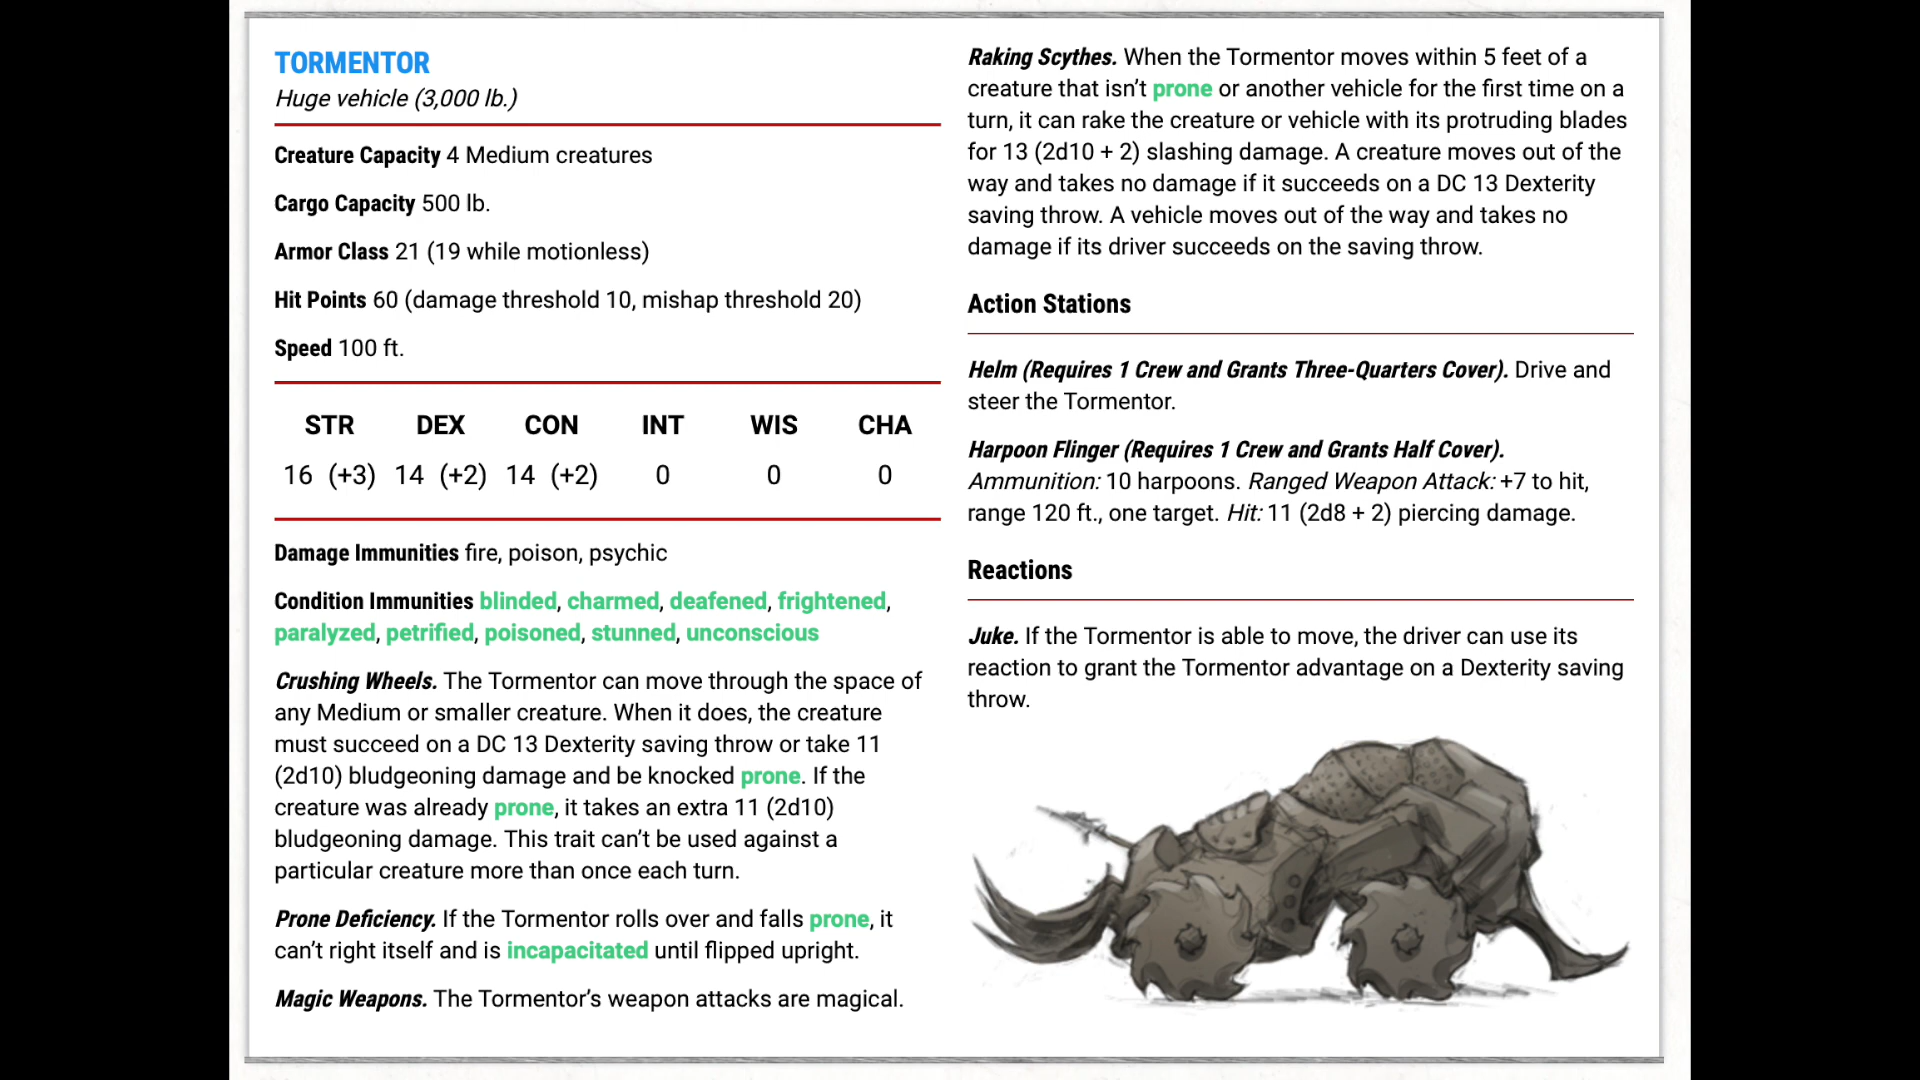 TORMENTOR
Huge vehicle (3,000 lb.)
Creature Capacity 4 Medium creatures
Cargo Capacity 500 lb.
Armor Class 21 (19 while motionless)
Hit Points 60 (damage threshold 10, mishap threshold 20)
Speed 100 ft.
STR DEX CON INT WIS CHA
16 (+3) 14 (+2) 14 (+2) 0 0 0
Damage Immunities fire, poison, psychic
Condition Immunities blinded, charmed, deafened, frightened,
paralyzed, petrified, poisoned, stunned, unconscious
Crushing Wheels. The Tormentor can move through the space of
any Medium or smaller creature. When it does, the creature
must succeed on a DC 13 Dexterity saving throw or take 11
(2d10) bludgeoning damage and be knocked prone. If the
creature was already prone, it takes an extra 11 (2d10)
bludgeoning damage. This trait can’t be used against a
particular creature more than once each turn.
Prone Deficiency. If the Tormentor rolls over and falls prone, it
can’t right itself and is incapacitated until flipped upright.
Magic Weapons. The Tormentor’s weapon attacks are magical.
Raking Scythes. When the Tormentor moves within 5 feet of a
creature that isn’t prone or another vehicle for the first time on a
turn, it can rake the creature or vehicle with its protruding blades
for 13 (2d10 + 2) slashing damage. A creature moves out of the
way and takes no damage if it succeeds on a DC 13 Dexterity
saving throw. A vehicle moves out of the way and takes no
damage if its driver succeeds on the saving throw.
Action Stations
Helm (Requires 1 Crew and Grants Three-Quarters Cover). Drive and
steer the Tormentor.
Harpoon Flinger (Requires 1 Crew and Grants Half Cover).
Ammunition: 10 harpoons. Ranged Weapon Attack: +7 to hit,
range 120 ft., one target. Hit: 11 (2d8 + 2) piercing damage.
Reactions
Juke. If the Tormentor is able to move, the driver can use its
reaction to grant the Tormentor advantage on a Dexterity saving
throw.